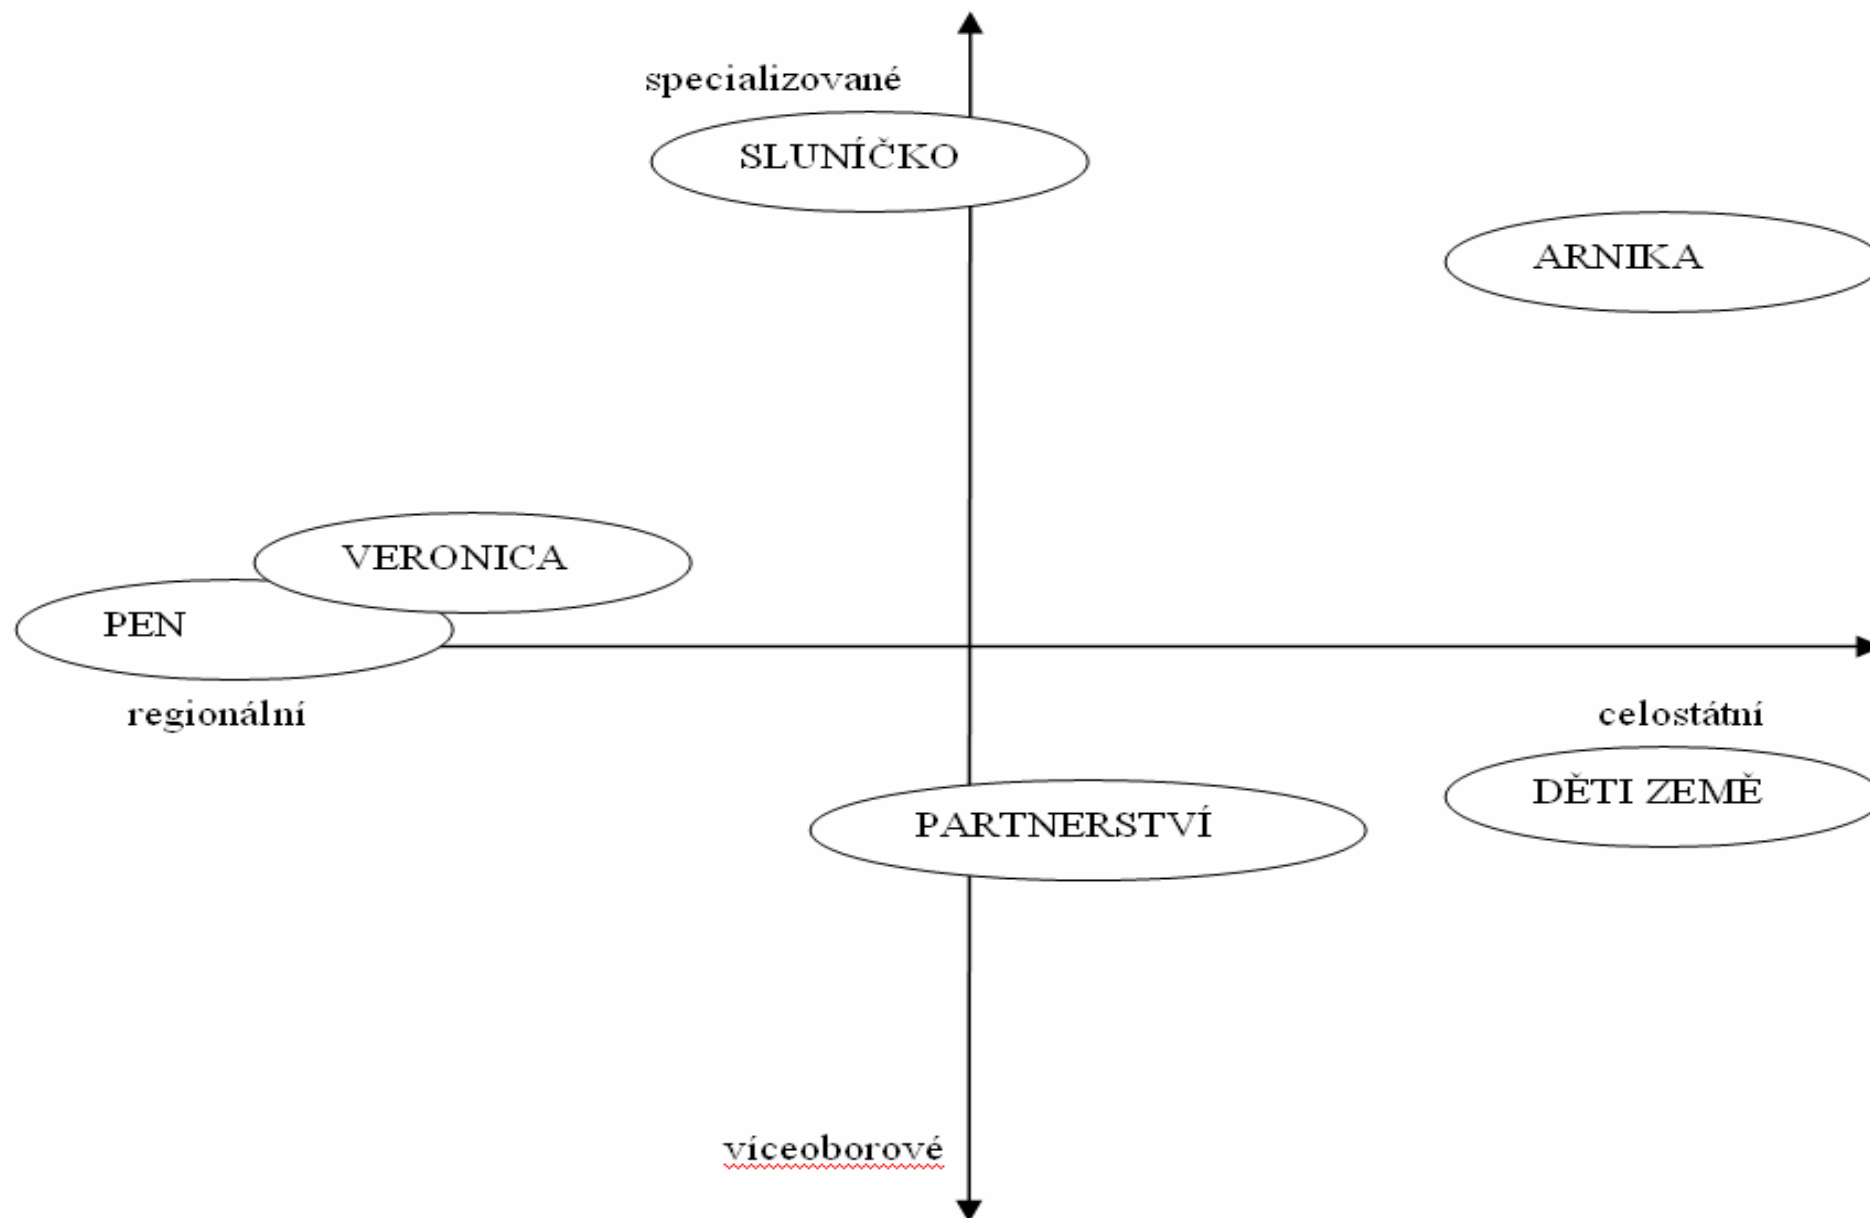 specializované
SLUNÍČKO
ARNIKA
VERONICA
PEN
regionální
celostátní
DĚTI ZEMĚ
PARTNERSTVÍ
víceoborové